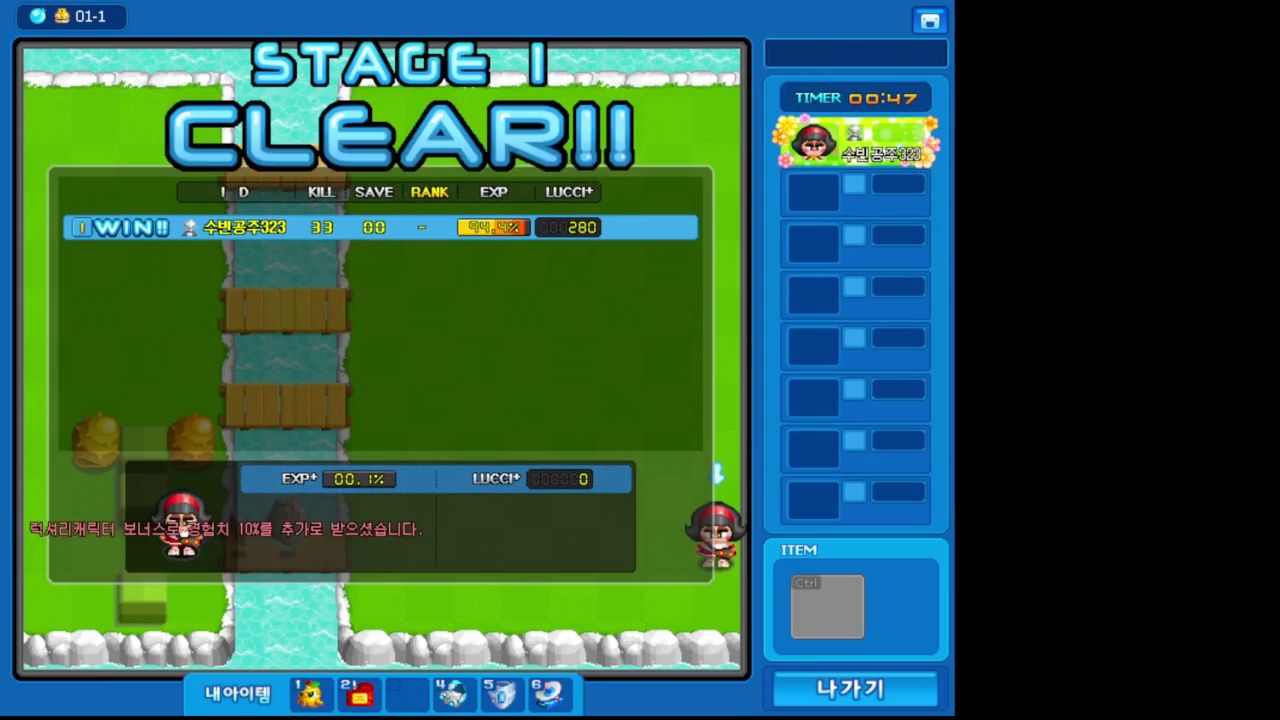 01-1
STAGE 1
CLEAR!!
TIMER 00:47
수빈공주323
I D KILL SAVE RANK EXP LUCCI+
1 WIN!! 수빈공주323 33 00 - 94.4% 000280
EXP+ 00.1% LUCCI+ 0000000
럭셔리캐릭터 보너스로 경험치 10%를 추가로 받으셨습니다.
ITEM
Ctrl
내아이템 1 2 4 5 6
나가기